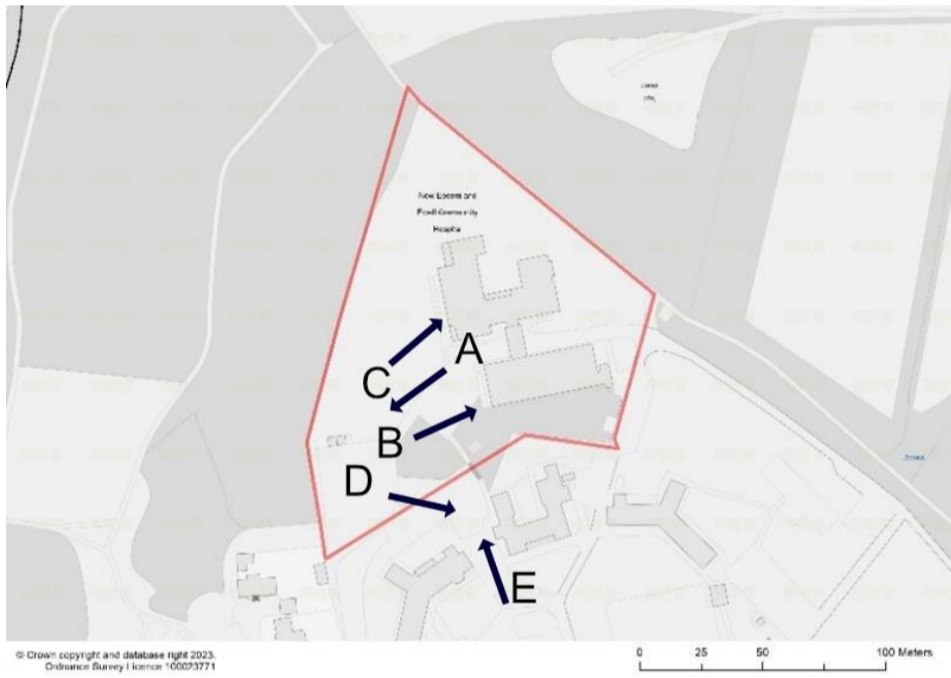 New Epsom and
Ewell Community
Hospital
A
C
B
D
E
© Crown copyright and database right 2023.
Ordnance Survey Licence 100023771
0 25 50 100 Meters